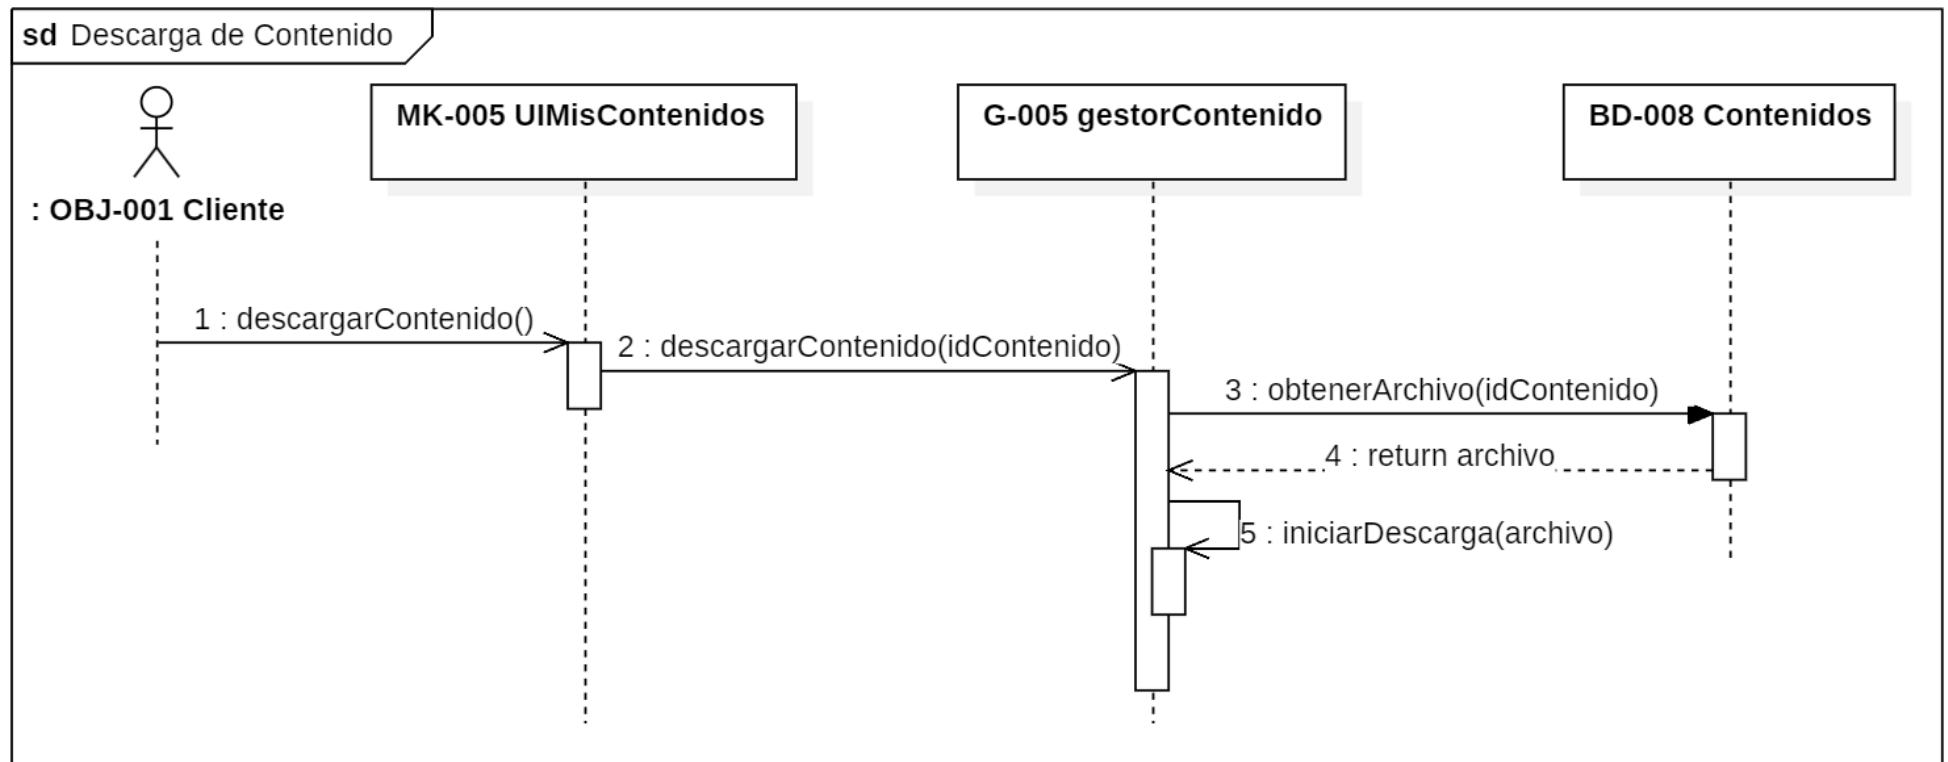 sd Descarga de Contenido
MK-005 UIMisContenidos
G-005 gestorContenido
BD-008 Contenidos
: OBJ-001 Cliente
1 : descargarContenido()
2 : descargarContenido(idContenido)
3 : obtenerArchivo(idContenido)
4 : return archivo
5 : iniciarDescarga(archivo)